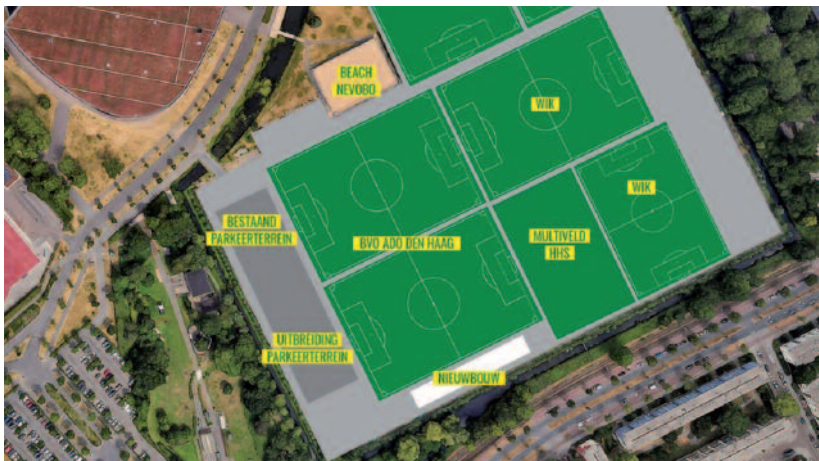 BEACH
NEVOBO
WIK
WIK
BESTAAND
PARKEERTERREIN
BVO ADO DEN HAAG
MULTIVELD
HHS
UITBREIDING
PARKEERTERREIN
NIEUWBOUW